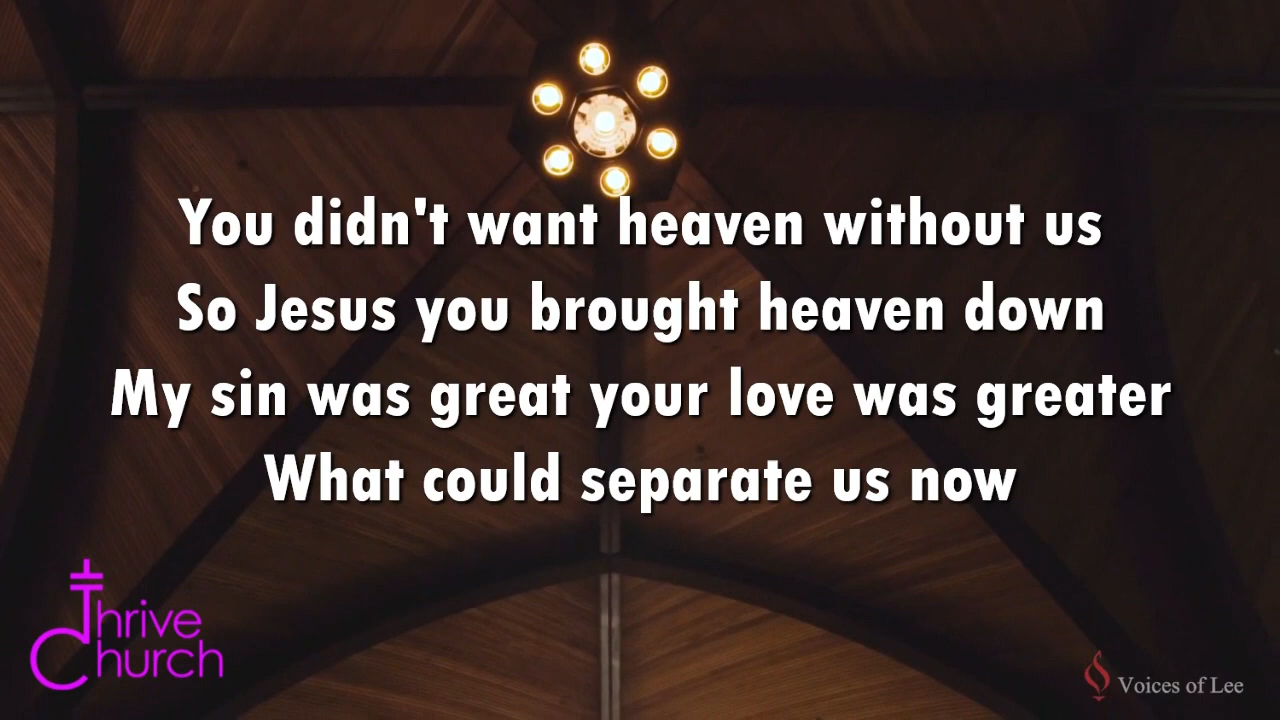 You didn't want heaven without us
So Jesus you brought heaven down
My sin was great your love was greater
What could separate us now
Thrive
Church
Voices of Lee